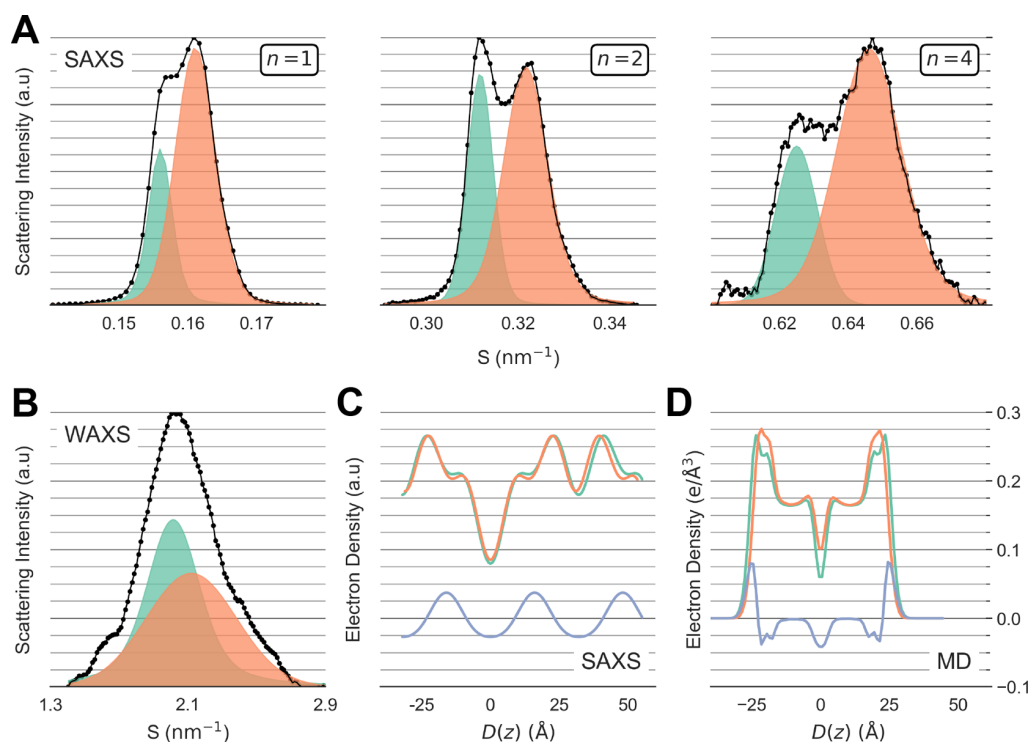 A
SAXS
n = 1
n = 2
n = 4
Scattering Intensity (a.u)
0.15 0.16 0.17
0.30 0.32 0.34
0.62 0.64 0.66
S (nm⁻¹)
B
WAXS
Scattering Intensity (a.u)
1.3 2.1 2.9
S (nm⁻¹)
C
Electron Density (a.u)
SAXS
-25 0 25 50
D(z) (Å)
D
Electron Density (e/Å³)
0.3
0.2
0.1
0.0
−0.1
MD
−25 0 25 50
D(z) (Å)